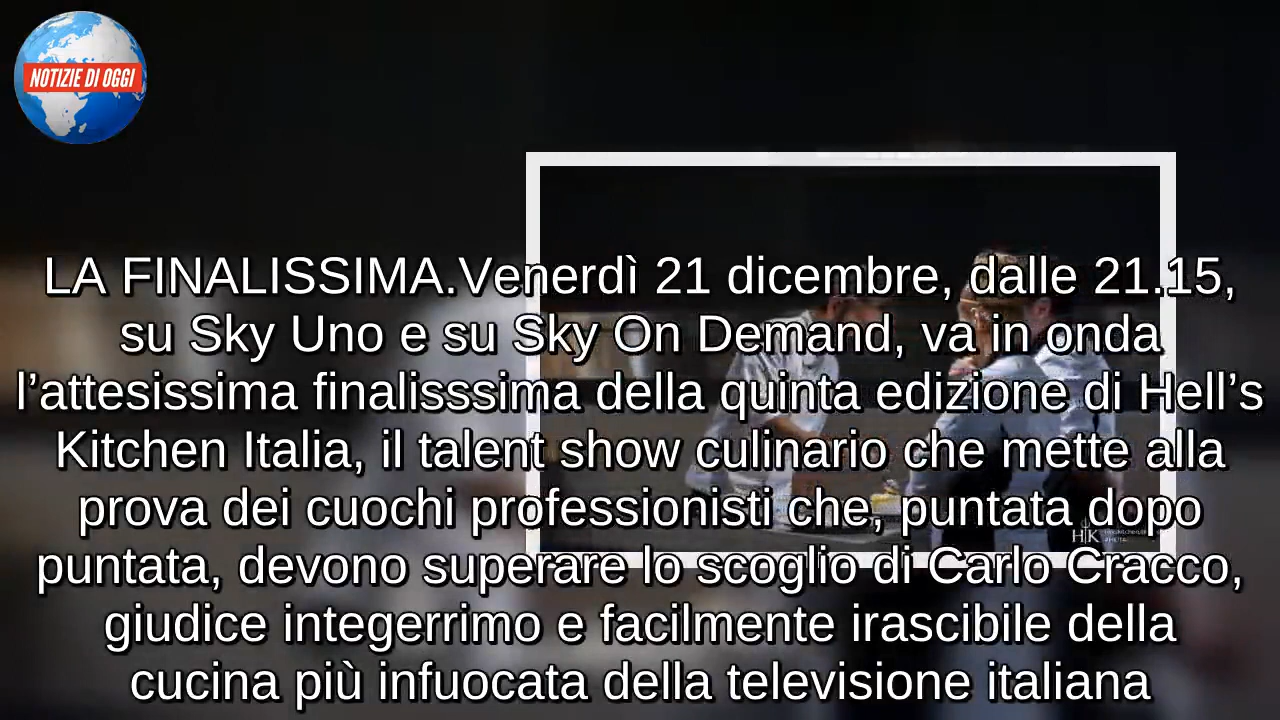 NOTIZIE DI OGGI
LA FINALISSIMA.Venerdì 21 dicembre, dalle 21.15,
su Sky Uno e su Sky On Demand, va in onda
l’attesissima finalisssima della quinta edizione di Hell’s
Kitchen Italia, il talent show culinario che mette alla
prova dei cuochi professionisti che, puntata dopo
puntata, devono superare lo scoglio di Carlo Cracco,
giudice integerrimo e facilmente irascibile della
cucina più infuocata della televisione italiana